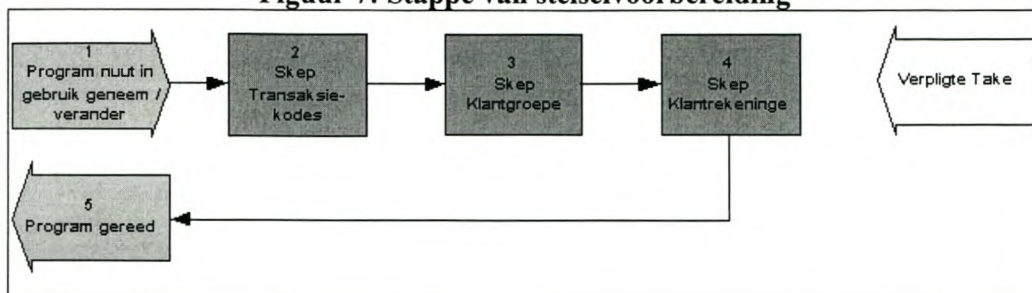 Figuur 7: Stappe van stelselvoorbereiding
1
Program nuut in
gebruik geneem /
verander
2
Skep
Transaksie-
kodes
3
Skep
Klantgroepe
4
Skep
Klantrekeninge
Verpligte Take
5
Program gereed